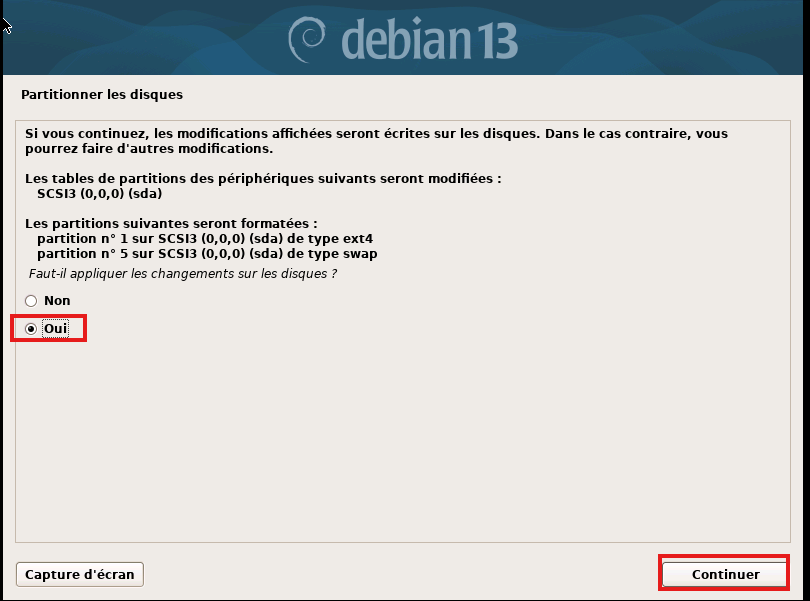 debian 13
Partitionner les disques
Si vous continuez, les modifications affichées seront écrites sur les disques. Dans le cas contraire, vous
pourrez faire d'autres modifications.
Les tables de partitions des périphériques suivants seront modifiées :
SCSI3 (0,0,0) (sda)
Les partitions suivantes seront formatées :
partition n° 1 sur SCSI3 (0,0,0) (sda) de type ext4
partition n° 5 sur SCSI3 (0,0,0) (sda) de type swap
Faut-il appliquer les changements sur les disques ?
Non
Oui
Capture d'écran
Continuer